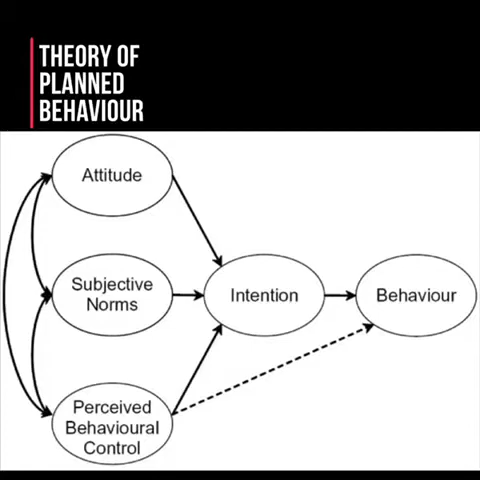 THEORY OF
PLANNED
BEHAVIOUR
Attitude
Subjective
Norms
Intention
Behaviour
Perceived
Behavioural
Control